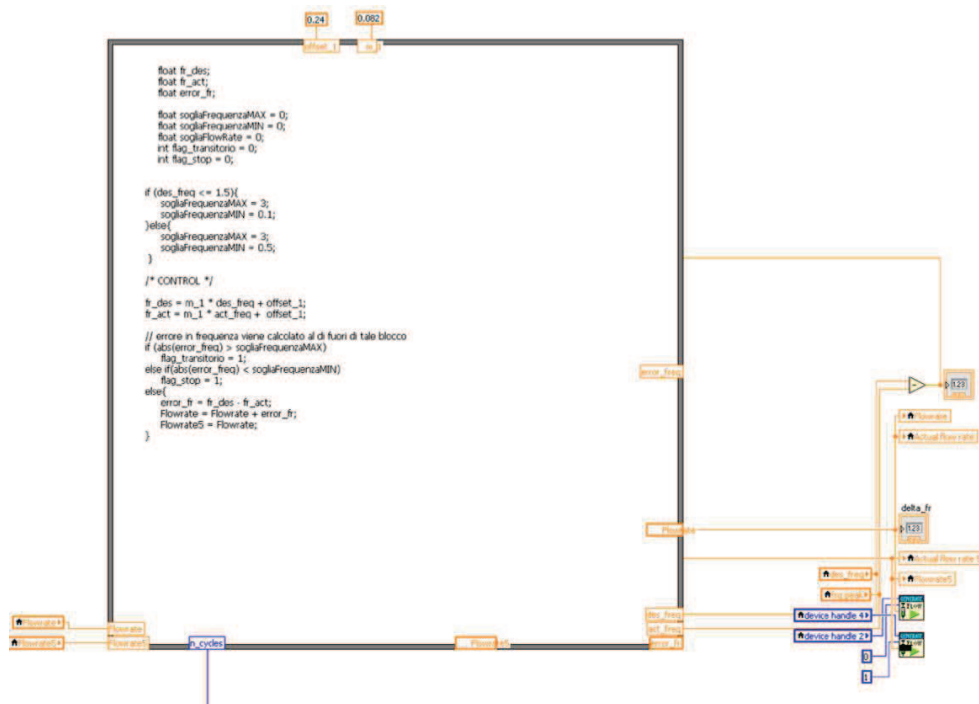 0.24
0.082
offset_1
float fr_des;
float fr_act;
float error_fr;
float sogliaFrequenzaMAX = 0;
float sogliaFrequenzaMIN = 0;
float sogliaFlowRate = 0;
int flag_transitorio = 0;
int flag_stop = 0;
if (des_freq <= 1.5){
sogliaFrequenzaMAX = 3;
sogliaFrequenzaMIN = 0.1;
}else{
sogliaFrequenzaMAX = 3;
sogliaFrequenzaMIN = 0.5;
}
/* CONTROL */
fr_des = m_1 * des_freq + offset_1;
fr_act = m_1 * act_freq + offset_1;
// errore in frequenza viene calcolato al di fuori di tale blocco
if (abs(error_freq) > sogliaFrequenzaMAX)
flag_transitorio = 1;
else if(abs(error_freq) < sogliaFrequenzaMIN)
flag_stop = 1;
else{
error_fr = fr_des - fr_act;
Flowrate = Flowrate + error_fr;
Flowrate5 = Flowrate;
}
error_freq
123
Flowrate
Actual flow rate
delta_fr
Flowrate
123
Actual flow rate
des_freq
Flowrate5
des_freq
device handle 4
Flowrate
Flowrate
act_freq
Flowrate5
Flowrate5
n_cycles
Flowrate5
error_fr
device handle 2
0
1